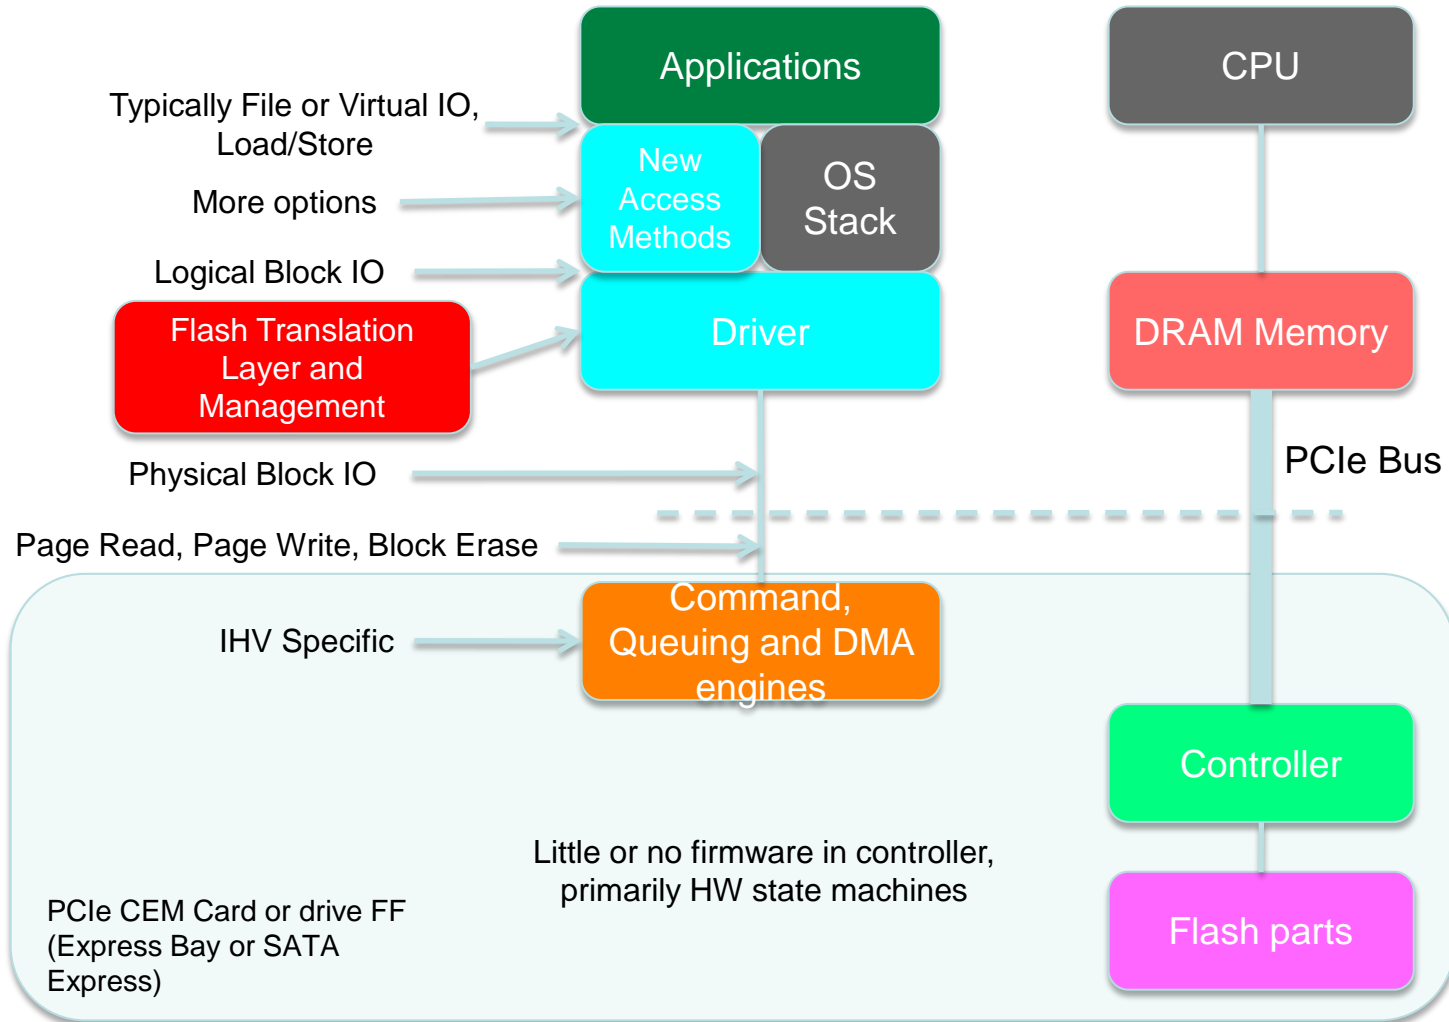 Applications
CPU
Typically File or Virtual IO,
Load/Store
New
Access
Methods
OS
Stack
More options
Logical Block IO
Flash Translation
Layer and
Management
Driver
DRAM Memory
Physical Block IO
PCIe Bus
Page Read, Page Write, Block Erase
Command,
Queuing and DMA
engines
IHV Specific
Controller
Little or no firmware in controller,
primarily HW state machines
PCIe CEM Card or drive FF
(Express Bay or SATA
Express)
Flash parts